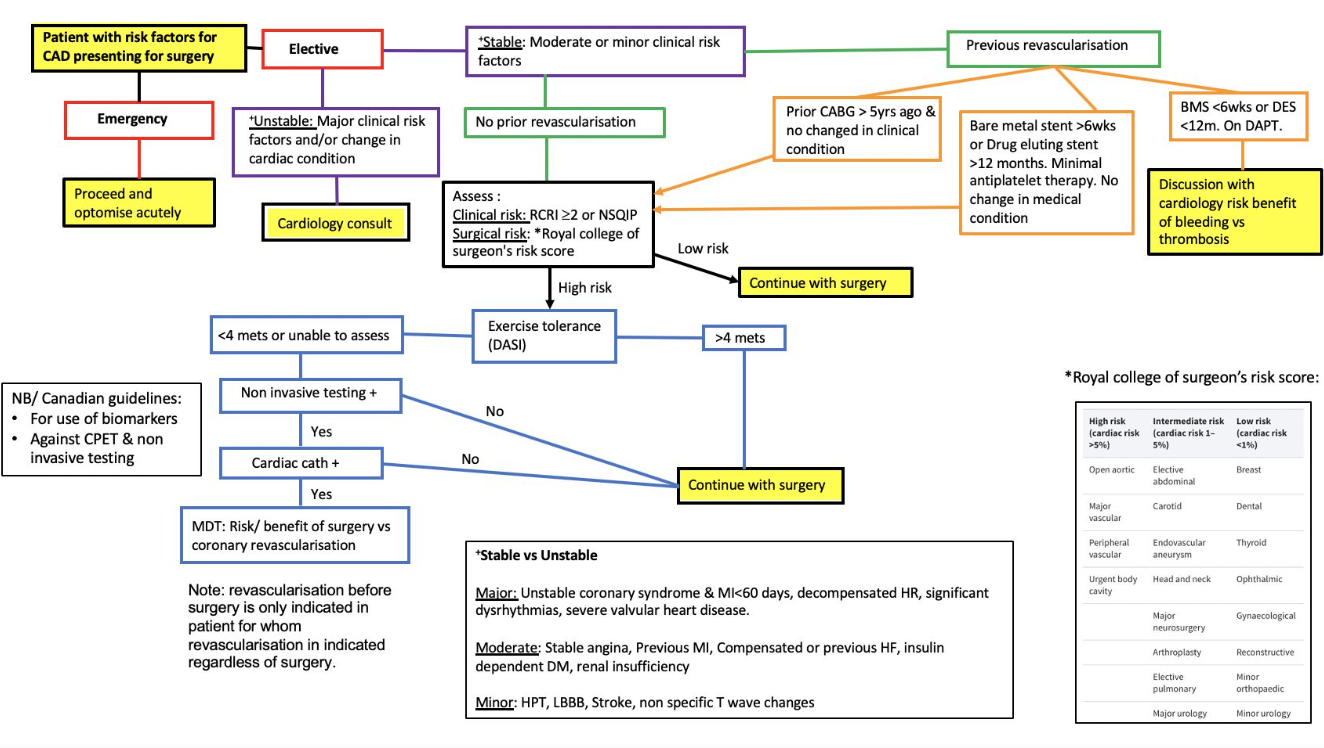 Patient with risk factors for
CAD presenting for surgery
Elective
⁺Stable: Moderate or minor clinical risk
factors
Previous revascularisation
Emergency
⁺Unstable: Major clinical risk
factors and/or change in
cardiac condition
No prior revascularisation
Prior CABG > 5yrs ago &
no changed in clinical
condition
Bare metal stent >6wks
or Drug eluting stent
>12 months. Minimal
antiplatelet therapy. No
change in medical
condition
BMS <6wks or DES
<12m. On DAPT.
Proceed and
optomise acutely
Cardiology consult
Assess :
Clinical risk: RCRI ≥2 or NSQIP
Surgical risk: *Royal college of
surgeon's risk score
Discussion with
cardiology risk benefit
of bleeding vs
thrombosis
Low risk
Continue with surgery
High risk
<4 mets or unable to assess
Exercise tolerance
(DASI)
>4 mets
NB/ Canadian guidelines:
• For use of biomarkers
• Against CPET & non
invasive testing
Non invasive testing +
No
Yes
Cardiac cath +
No
Continue with surgery
Yes
MDT: Risk/ benefit of surgery vs
coronary revascularisation
Note: revascularisation before
surgery is only indicated in
patient for whom
revascularisation in indicated
regardless of surgery.
⁺Stable vs Unstable
Major: Unstable coronary syndrome & MI<60 days, decompensated HR, significant
dysrhythmias, severe valvular heart disease.
Moderate: Stable angina, Previous MI, Compensated or previous HF, insulin
dependent DM, renal insufficiency
Minor: HPT, LBBB, Stroke, non specific T wave changes
*Royal college of surgeon's risk score:
High risk (cardiac risk >5%) Intermediate risk (cardiac risk 1–5%) Low risk (cardiac risk <1%)
Open aortic Elective abdominal Breast
Major vascular Carotid Dental
Peripheral vascular Endovascular aneurysm Thyroid
Urgent body cavity Head and neck Ophthalmic
Major neurosurgery Gynaecological
Arthroplasty Reconstructive
Elective pulmonary Minor orthopaedic
Major urology Minor urology